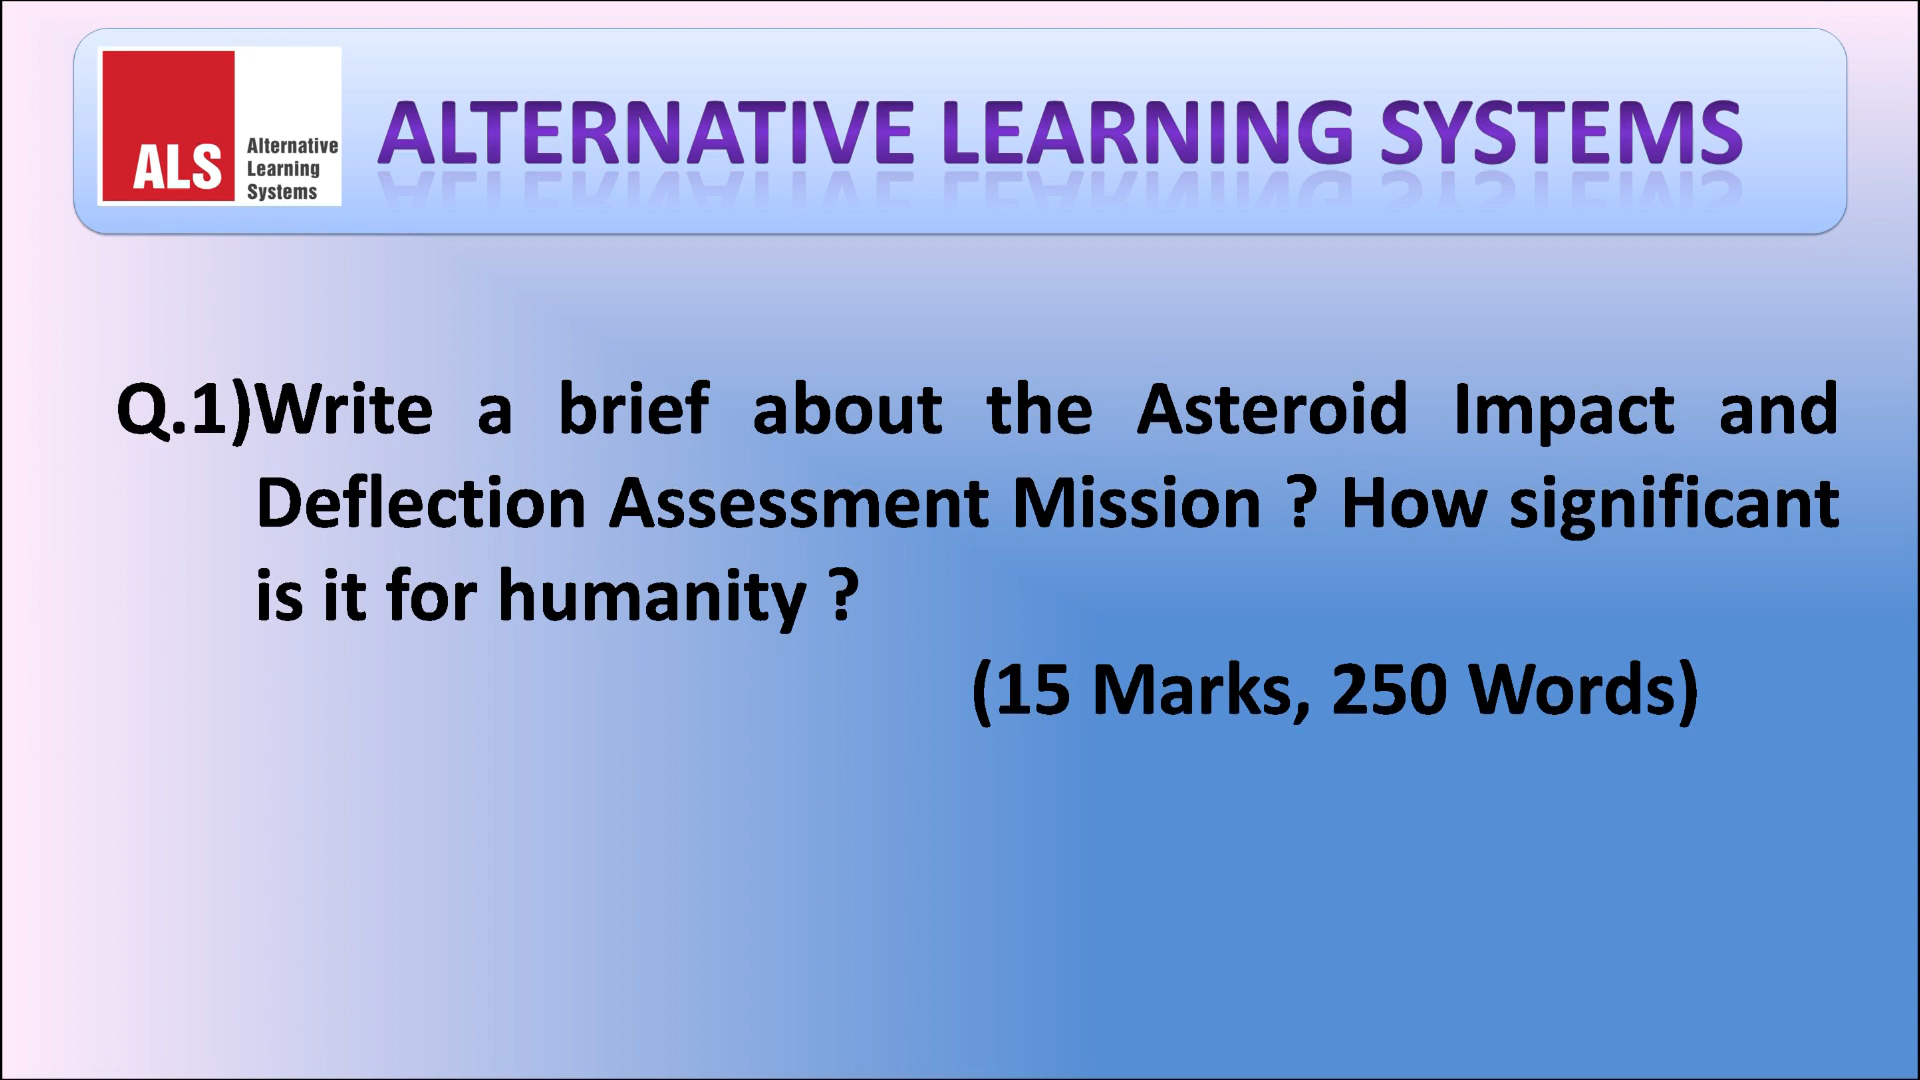 ALS
Alternative
Learning
Systems
ALTERNATIVE LEARNING SYSTEMS
Q.1)Write a brief about the Asteroid Impact and
Deflection Assessment Mission ? How significant
is it for humanity ?
(15 Marks, 250 Words)